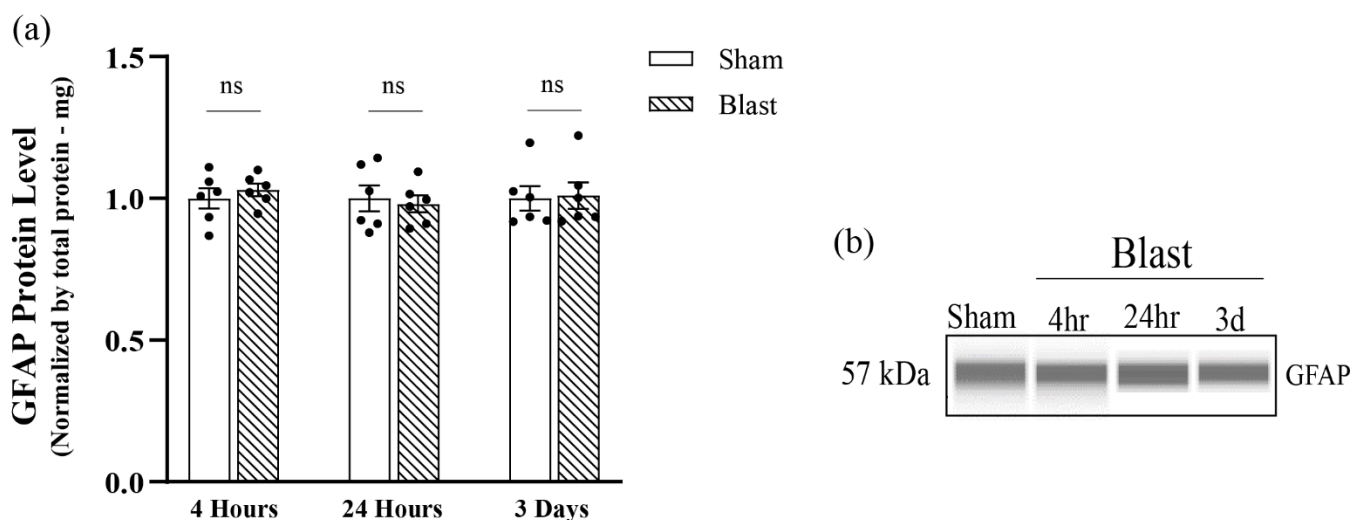 (a)
GFAP Protein Level
(Normalized by total protein - mg)
1.5
1.0
0.5
0.0
ns
ns
ns
4 Hours
24 Hours
3 Days
Sham
Blast
(b)
Blast
Sham 4hr 24hr 3d
57 kDa
GFAP